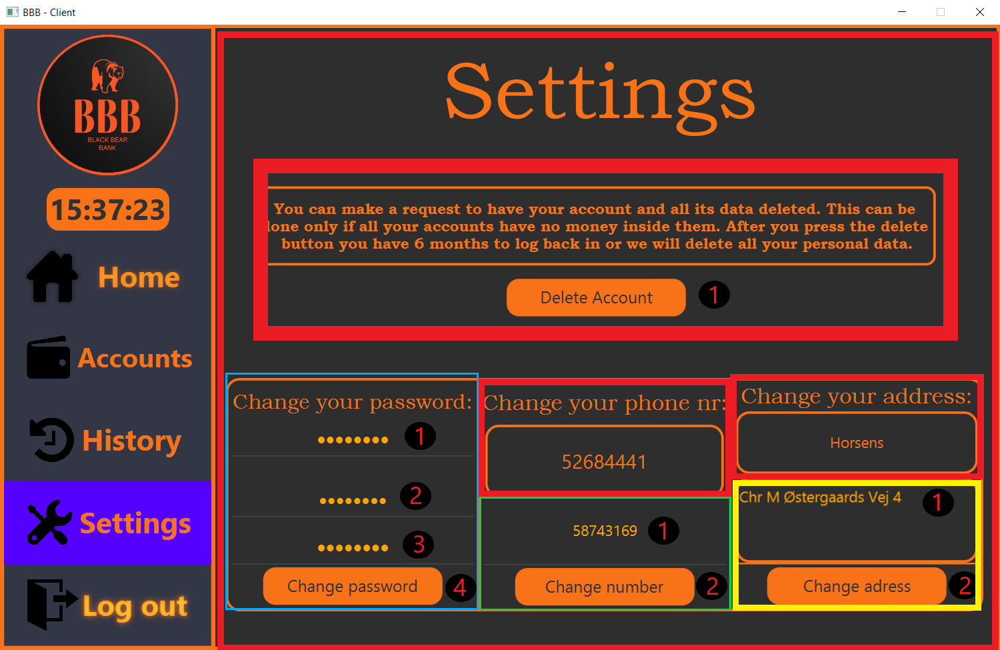 BBB - Client
BBB
BLACK BEAR
BANK
15:37:23
Home
Accounts
History
Settings
Log out
Settings
You can make a request to have your account and all its data deleted. This can be
lone only if all your accounts have no money inside them. After you press the delete
button you have 6 months to log back in or we will delete all your personal data.
Delete Account 1
Change your password:
1
2
3
Change password 4
Change your phone nr:
52684441
58743169 1
Change number 2
Change your address:
Horsens
Chr M Østergaards Vej 4 1
Change adress 2